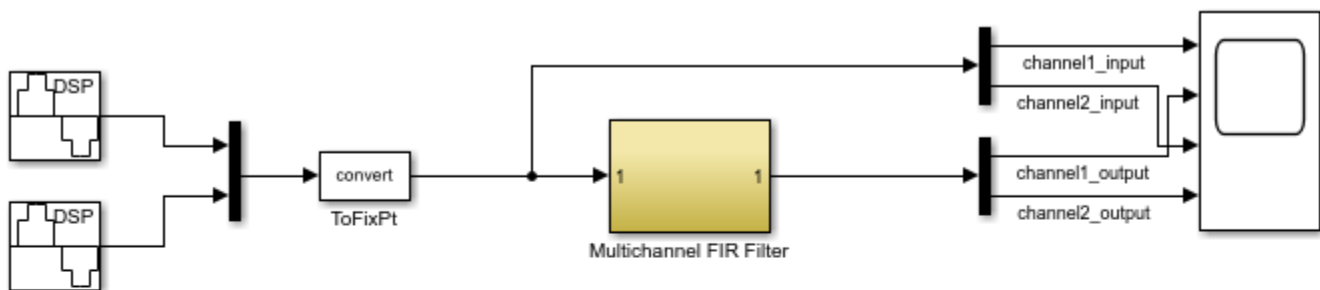 DSP
DSP
convert
ToFixPt
1 1
Multichannel FIR Filter
channel1_input
channel2_input
channel1_output
channel2_output